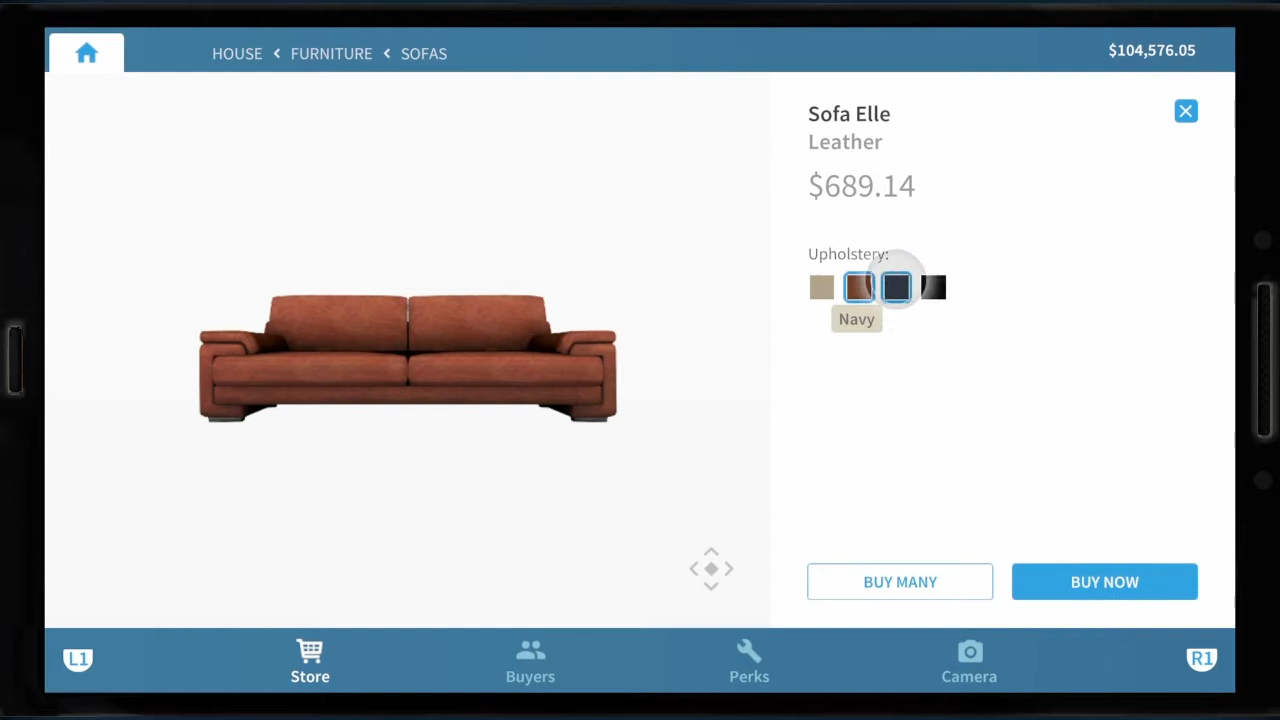 HOUSE < FURNITURE < SOFAS
$104,576.05
Sofa Elle
Leather
$689.14
Upholstery:
Navy
BUY MANY
BUY NOW
L1
Store
Buyers
Perks
Camera
R1